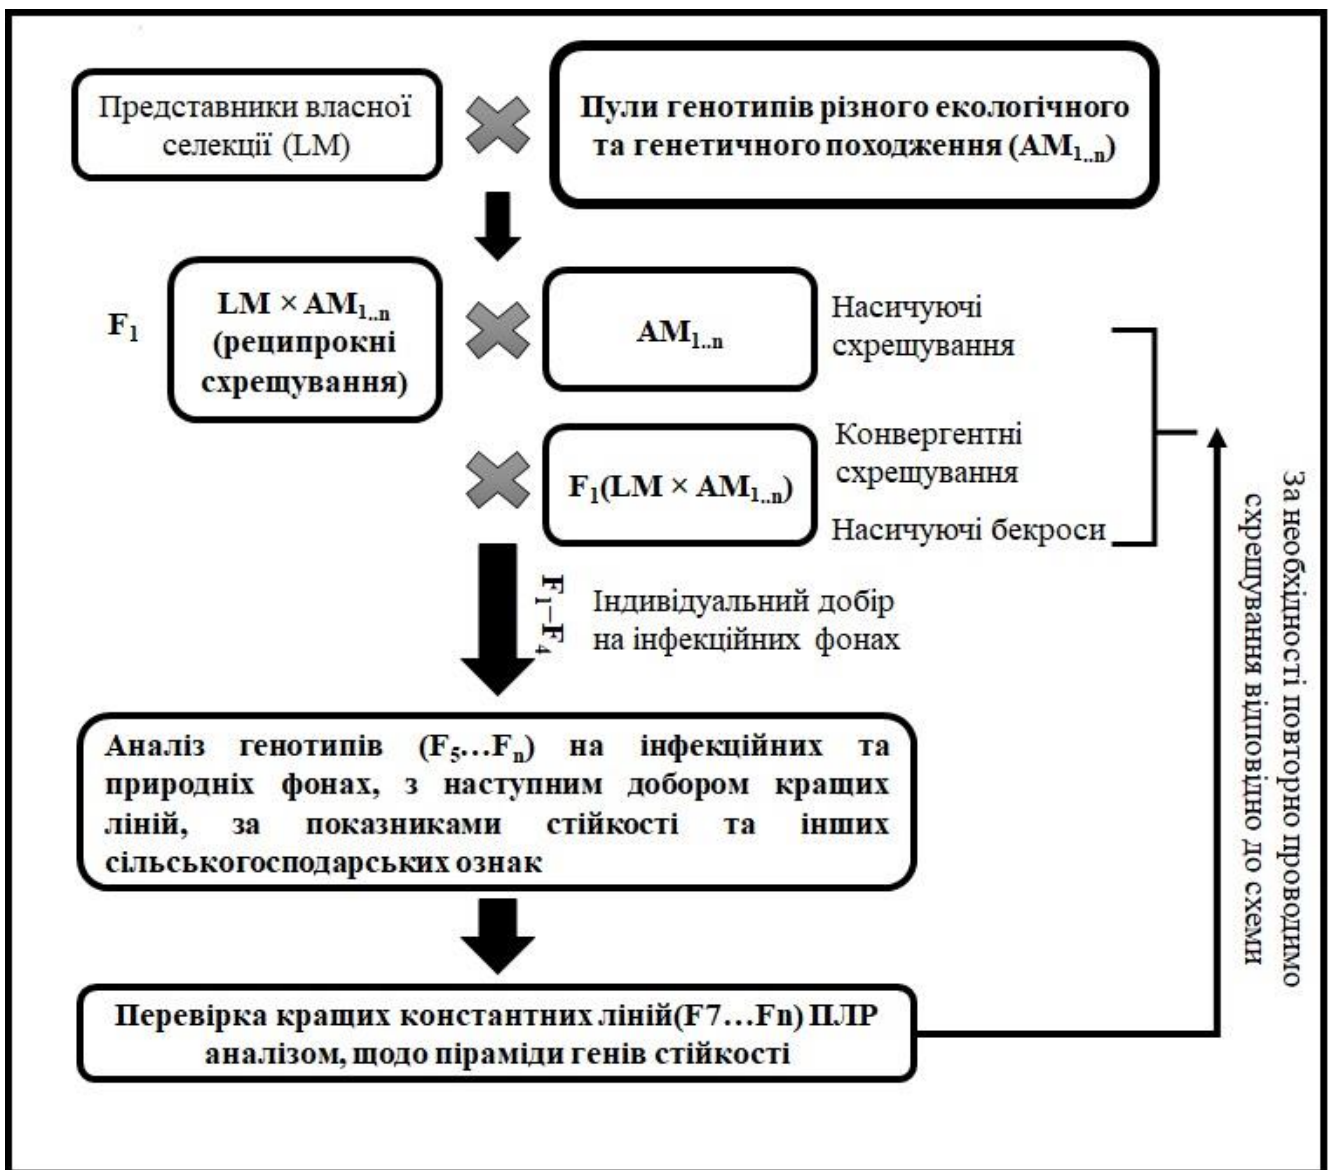 Представники власної
селекції (LM)
Пули генотипів різного екологічного
та генетичного походження (AM₁..ₙ)
F₁
LM × AM₁..ₙ
(реципрокні
схрещування)
AM₁..ₙ
Насичуючі
схрещування
F₁(LM × AM₁..ₙ)
Конвергентні
схрещування
Насичуючі бекроси
F₁–F₄
Індивідуальний добір
на інфекційних фонах
Аналіз генотипів (F₅…Fₙ) на інфекційних та
природніх фонах, з наступним добором кращих
ліній, за показниками стійкості та інших
сільськогосподарських ознак
Перевірка кращих константних ліній(F7…Fn) ПЛР
аналізом, щодо піраміди генів стійкості
За необхідності повторно проводимо
схрещування відповідно до схеми